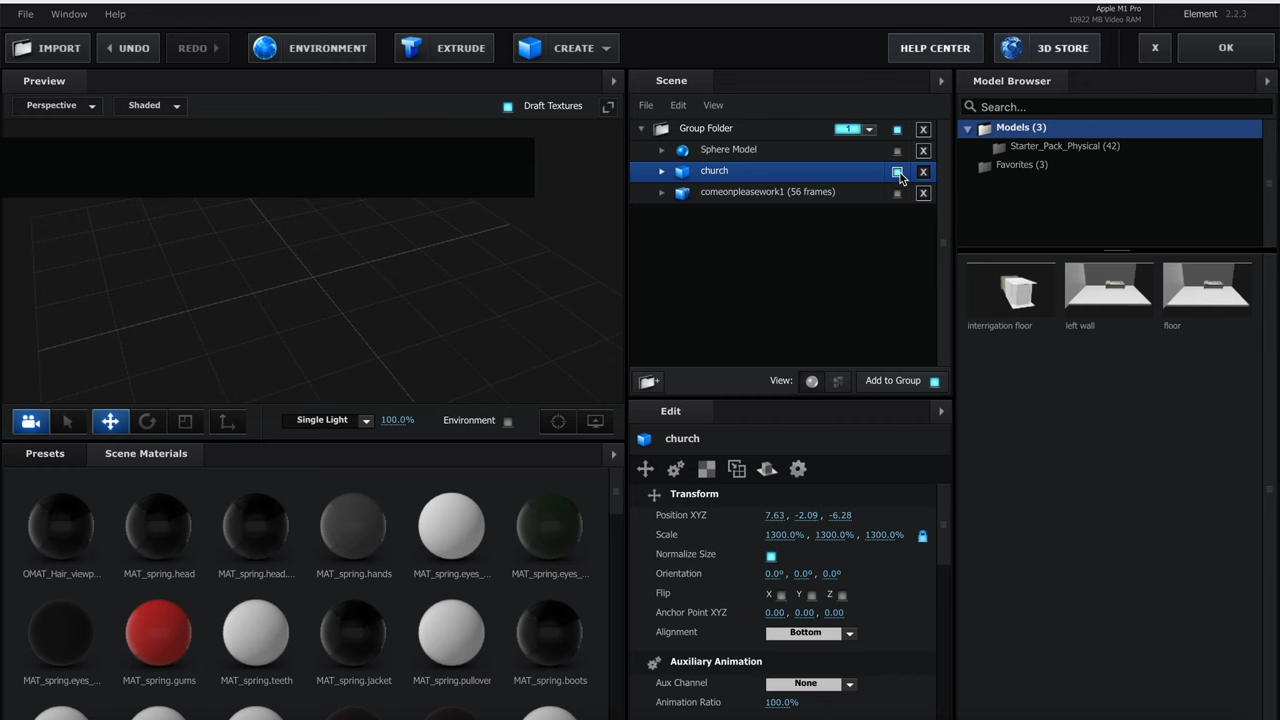 File Window Help
Apple M1 Pro
10922 MB Video RAM
Element 2.2.3
IMPORT UNDO REDO ENVIRONMENT EXTRUDE CREATE HELP CENTER 3D STORE X OK
Preview Scene Model Browser
Perspective Shaded Draft Textures File Edit View Search...
Group Folder 1 X
Models (3)
Sphere Model X
Starter_Pack_Physical (42)
church X
Favorites (3)
comeonpleasework1 (56 frames) X
interrigation floor left wall floor
View: Add to Group
Single Light 100.0% Environment
Edit
church
Presets Scene Materials
Transform
Position XYZ 7.63, -2.09, -6.28
Scale 1300.0%, 1300.0%, 1300.0%
Normalize Size
OMAT_Hair_viewp... MAT_spring.head MAT_spring.head.... MAT_spring.hands MAT_spring.eyes_... MAT_spring.eyes_...
Orientation 0.0°, 0.0°, 0.0°
Flip X Y Z
Anchor Point XYZ 0.00, 0.00, 0.00
Alignment Bottom
Auxiliary Animation
MAT_spring.eyes_... MAT_spring.gums MAT_spring.teeth MAT_spring.jacket MAT_spring.pullover MAT_spring.boots
Aux Channel None
Animation Ratio 100.0%